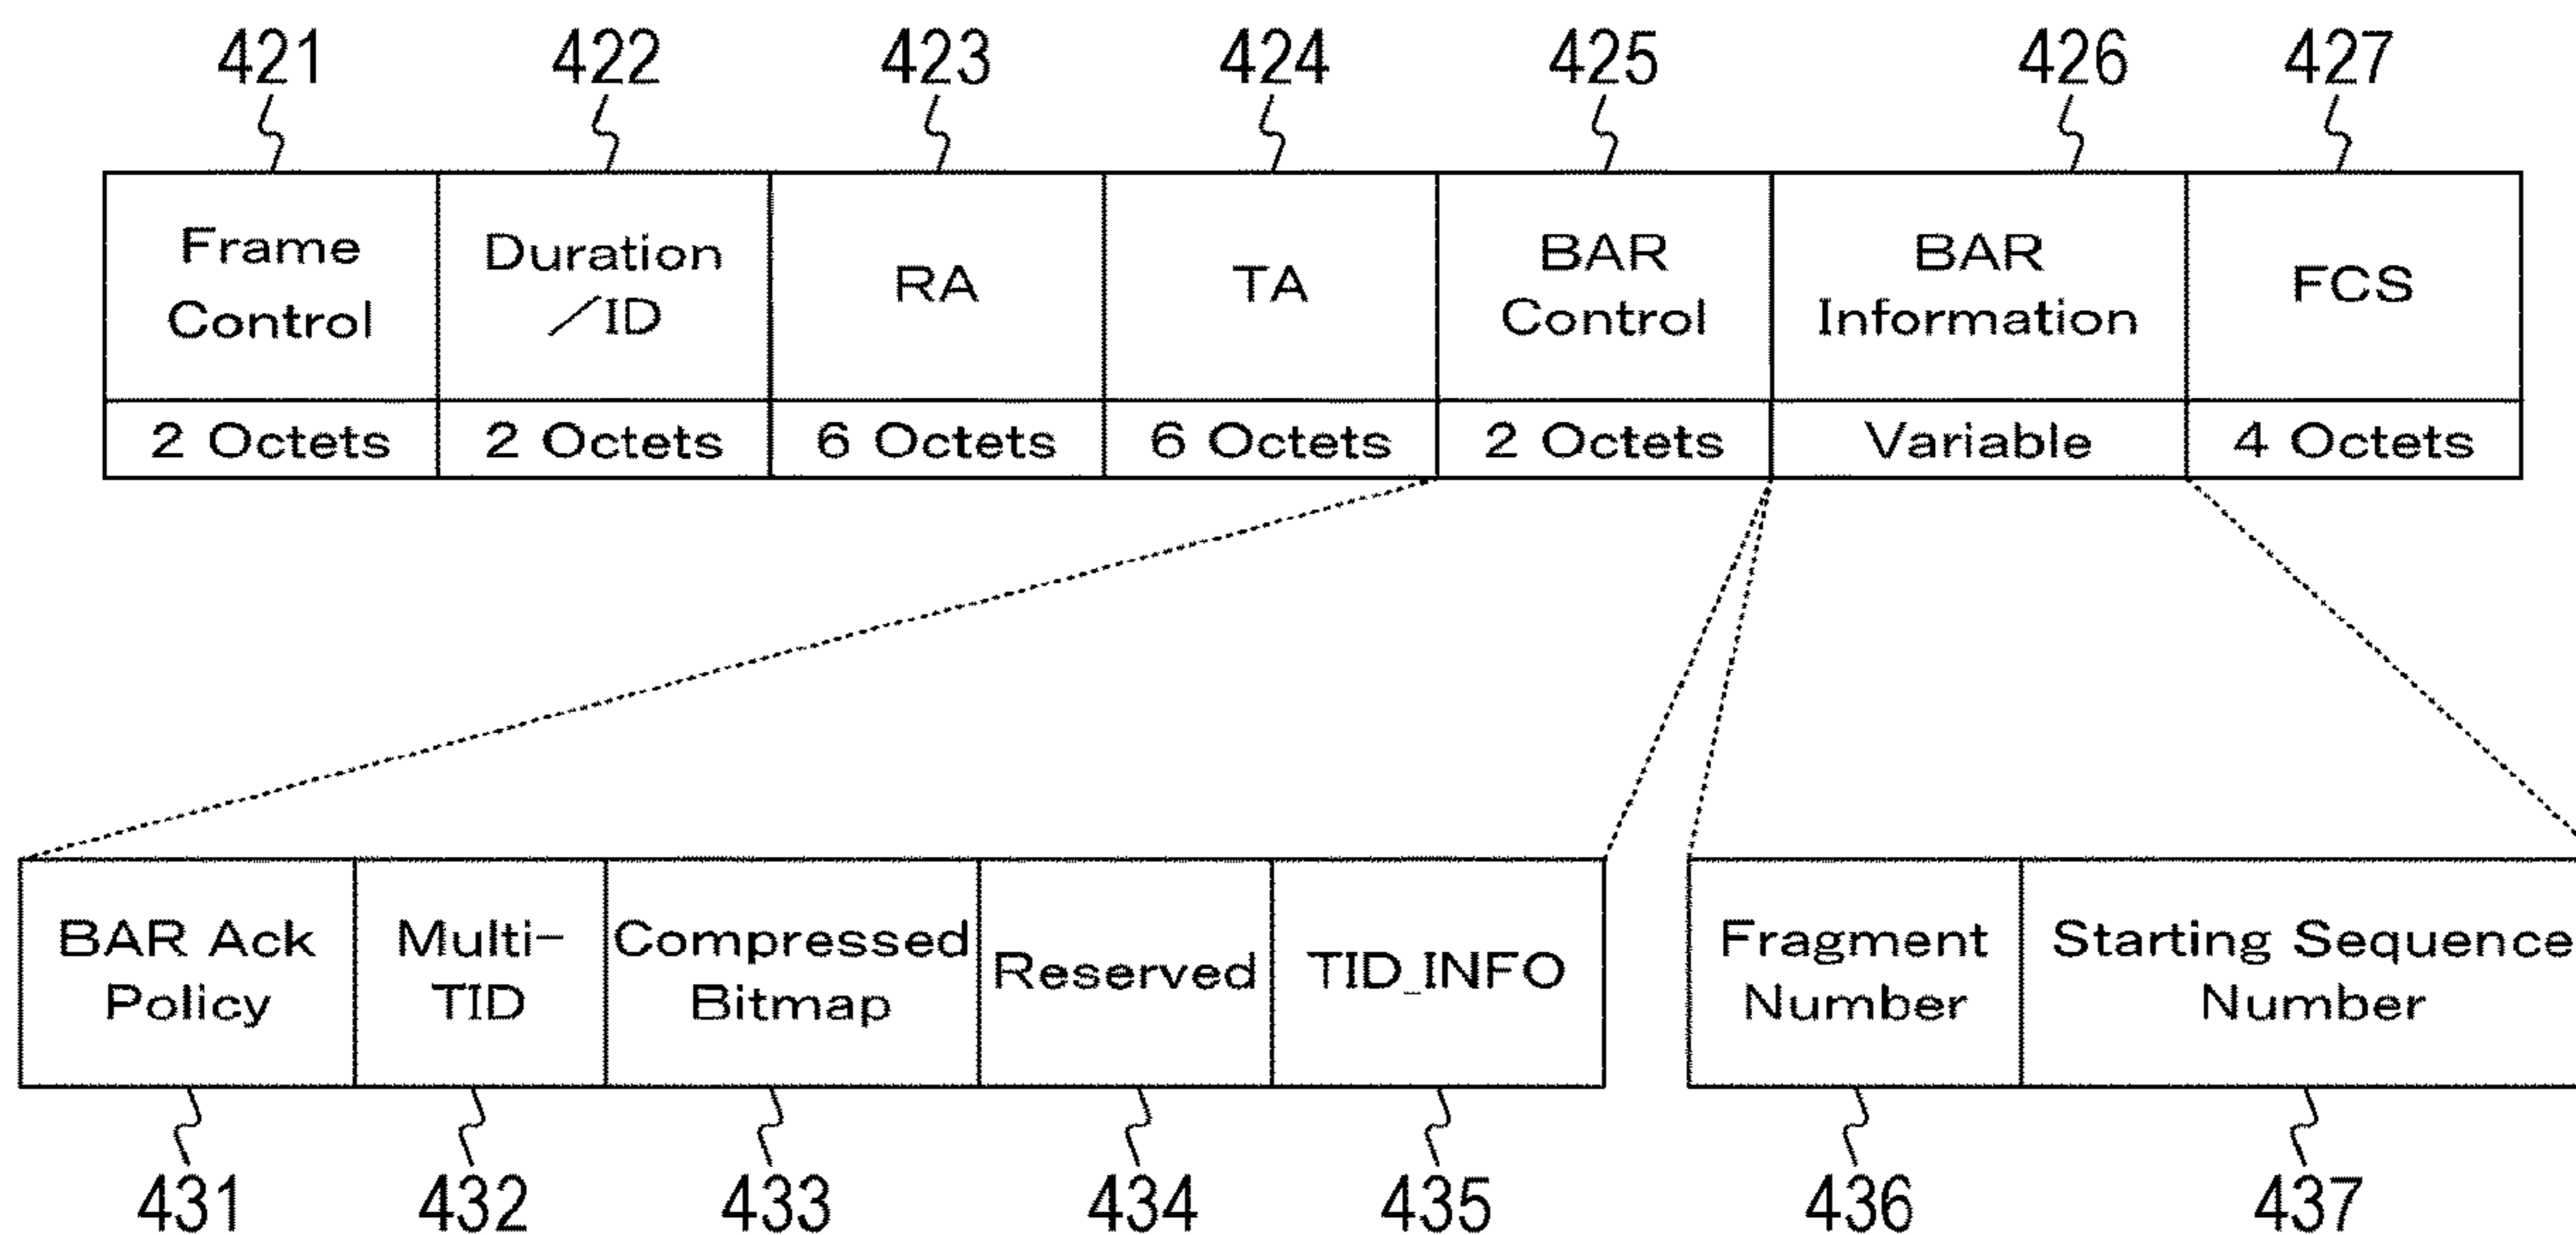 421 422 423 424 425 426 427
Frame Control
Duration
/ID
RA
TA
BAR
Control
BAR
Information
FCS
2 Octets 2 Octets 6 Octets 6 Octets 2 Octets Variable 4 Octets
BAR Ack
Policy
Multi-
TID
Compressed
Bitmap
Reserved
TID_INFO
Fragment
Number
Starting Sequence
Number
431 432 433 434 435 436 437